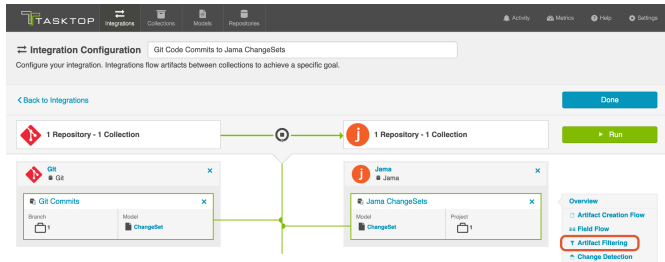 TASKTOP
Integrations
Collections
Models
Repositories
Activity
Metrics
Help
Settings
Integration Configuration
Git Code Commits to Jama ChangeSets
Configure your integration. Integrations flow artifacts between collections to achieve a specific goal.
Back to Integrations
Done
1 Repository - 1 Collection
1 Repository - 1 Collection
Run
Git
Git
Jama
Jama
Git Commits
Jama ChangeSets
Branch
1
Model
ChangeSet
Model
ChangeSet
Project
1
Overview
Artifact Creation Flow
Field Flow
Artifact Filtering
Change Detection